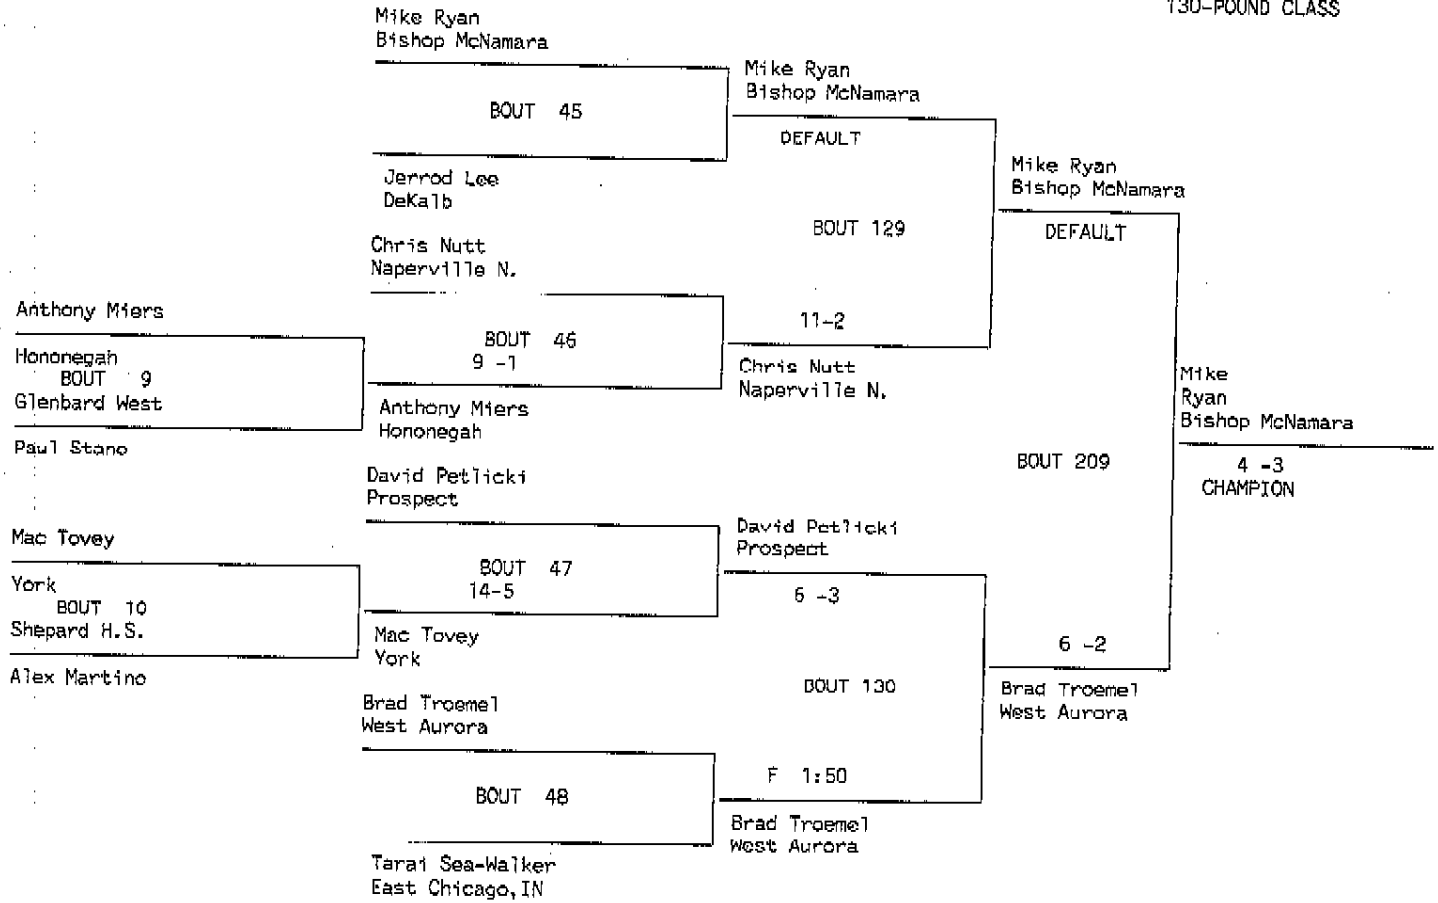 130-POUND CLASS
Mike Ryan
Bishop McNamara
BOUT 45
Jerrod Lee
DeKalb
Mike Ryan
Bishop McNamara
DEFAULT
Chris Nutt
Naperville N.
Anthony Miers
Hononegah
BOUT 9
Glenbard West
Paul Stano
BOUT 46
9 -1
Anthony Miers
Hononegah
11-2
Chris Nutt
Naperville N.
BOUT 129
Mike Ryan
Bishop McNamara
DEFAULT
David Petlicki
Prospect
Mac Tovey
York
BOUT 10
Shepard H.S.
Alex Martino
BOUT 47
14-5
Mac Tovey
York
David Petlicki
Prospect
6 -3
BOUT 130
Brad Troemel
West Aurora
BOUT 48
Tarai Sea-Walker
East Chicago,IN
F 1:50
Brad Troemel
West Aurora
6 -2
Brad Troemel
West Aurora
BOUT 209
Mike
Ryan
Bishop McNamara
4 -3
CHAMPION